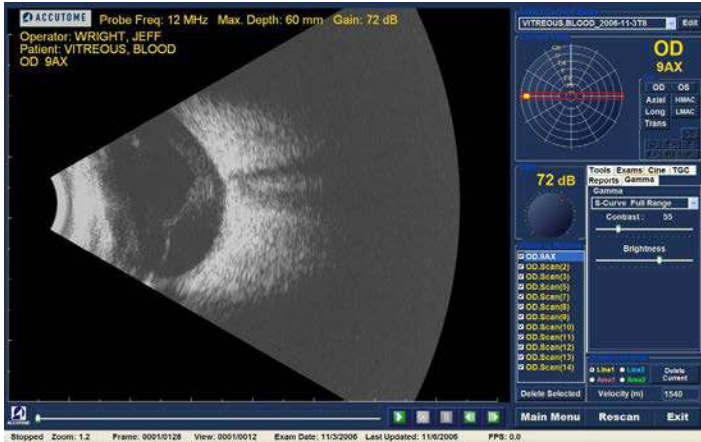 ACCUTOME Probe Freq: 12 MHz Max. Depth: 60 mm Gain: 72 dB
Operator: WRIGHT, JEFF
Patient: VITREOUS, BLOOD
OD 9AX
VITREOUS,BLOOD_2006-11-3T8 Edit
OD
9AX
OD OS
Axial HMAC
Long LMAC
Trans
72 dB
Tools Exams Cine TGC
Reports Gamma
Gamma
S-Curve Full Range
Contrast : 55
Brightness
OD.9AX
OD.Scan(2)
OD.Scan(3)
OD.Scan(5)
OD.Scan(7)
OD.Scan(8)
OD.Scan(9)
OD.Scan(10)
OD.Scan(11)
OD.Scan(12)
OD.Scan(13)
OD.Scan(14)
Line1 Line2 Delete Current
Area1 Area2
Delete Selected Velocity (m) 1540
ACCUTOME
Main Menu Rescan Exit
Stopped Zoom: 1.2 Frame: 0001/0128 View: 0001/0012 Exam Date: 11/3/2006 Last Updated: 11/6/2006 FPS: 0.0